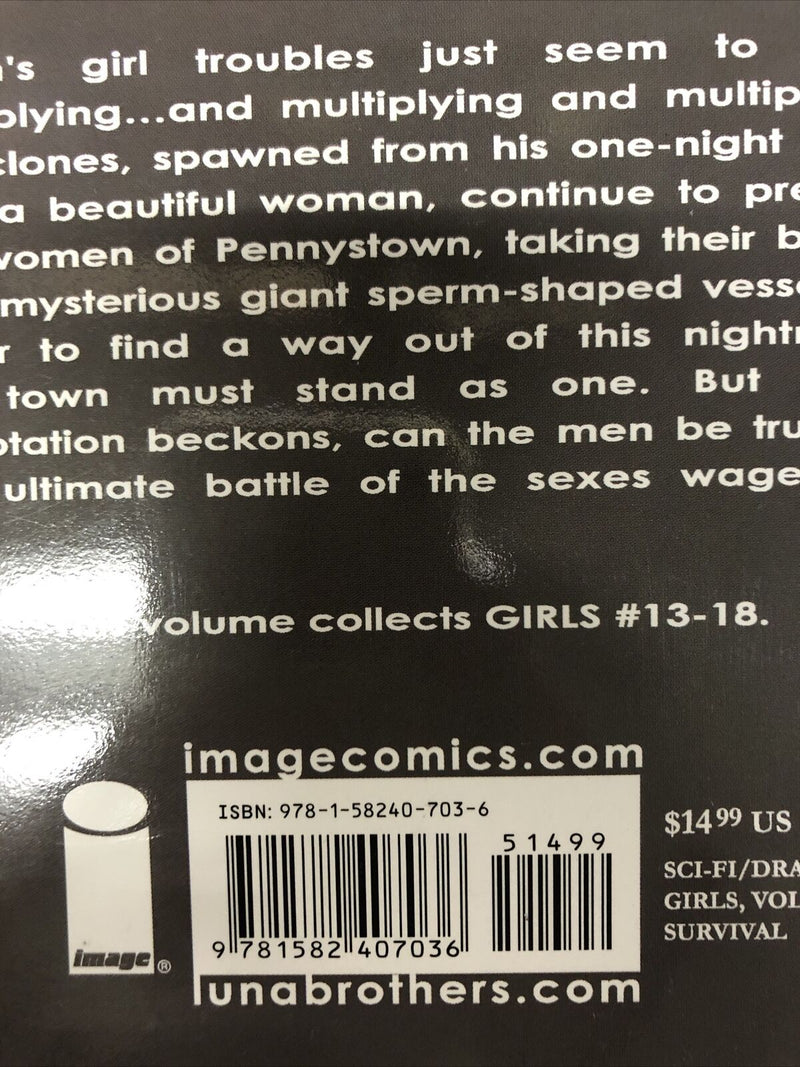 's girl troubles just seem to
plying...and multiplying and multip
clones, spawned from his one-night
a beautiful woman, continue to pre
women of Pennystown, taking their b
mysterious giant sperm-shaped vesse
r to find a way out of this nightm
town must stand as one. But
ptation beckons, can the men be tru
ultimate battle of the sexes wage
volume collects GIRLS #13-18.
imagecomics.com
ISBN: 978-1-58240-703-6
51499
9 781582 407036
lunabrothers.com
image®
$14.99 US
SCI-FI/DRA
GIRLS, VOL
SURVIVAL